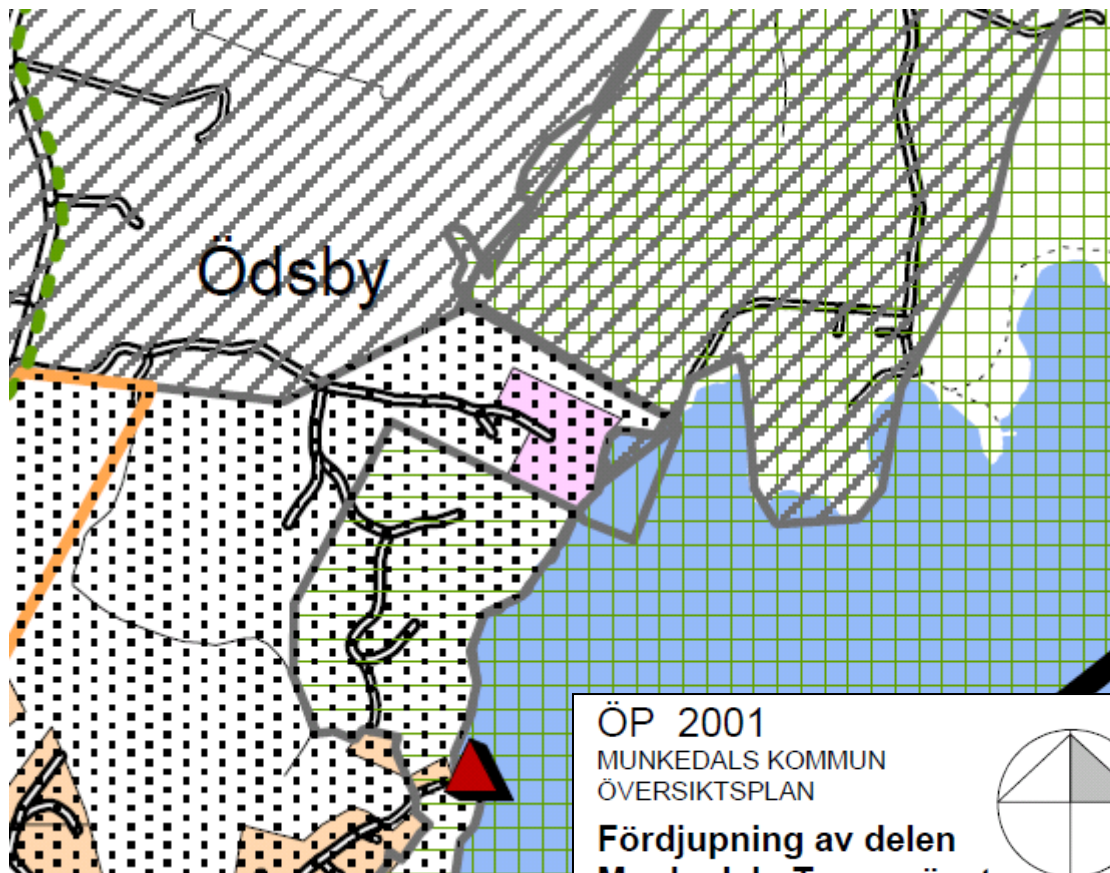 Ödsby
ÖP 2001
MUNKEDALS KOMMUN
ÖVERSIKTSPLAN
Fördjupning av delen